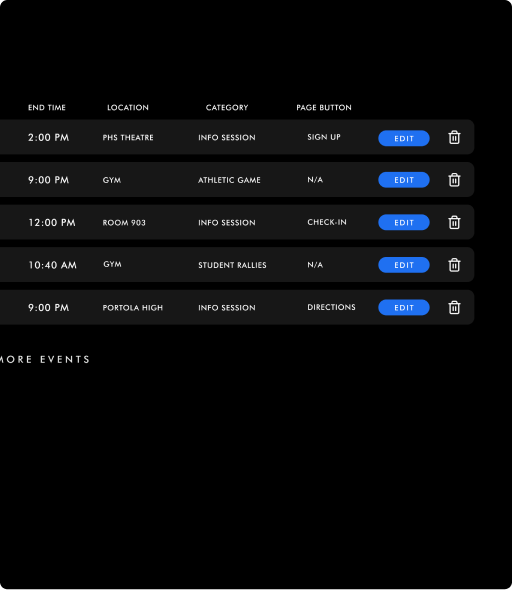 END TIME LOCATION CATEGORY PAGE BUTTON
2:00 PM PHS THEATRE INFO SESSION SIGN UP EDIT
9:00 PM GYM ATHLETIC GAME N/A EDIT
12:00 PM ROOM 903 INFO SESSION CHECK-IN EDIT
10:40 AM GYM STUDENT RALLIES N/A EDIT
9:00 PM PORTOLA HIGH INFO SESSION DIRECTIONS EDIT
MORE EVENTS